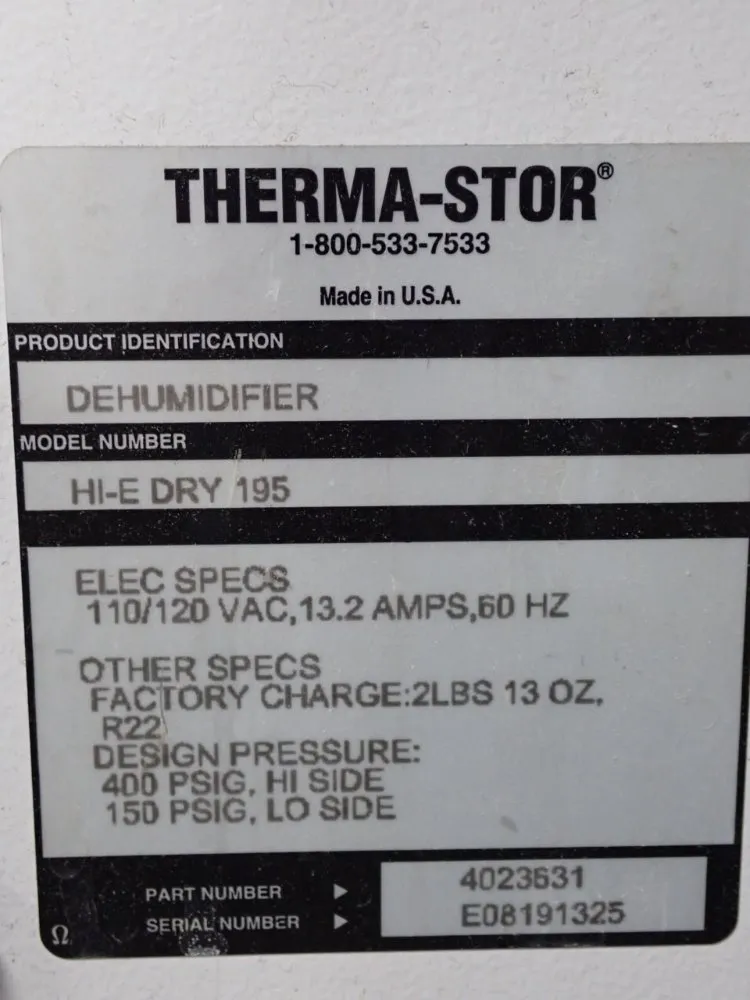 THERMA-STOR®
1-800-533-7533
Made in U.S.A.
PRODUCT IDENTIFICATION
DEHUMIDIFIER
MODEL NUMBER
HI-E DRY 195
ELEC SPECS
110/120 VAC,13.2 AMPS,60 HZ
OTHER SPECS
FACTORY CHARGE:2LBS 13 OZ,
R22
DESIGN PRESSURE:
400 PSIG, HI SIDE
150 PSIG, LO SIDE
PART NUMBER ▶ 4023631
SERIAL NUMBER ▶ E08191325
Ω